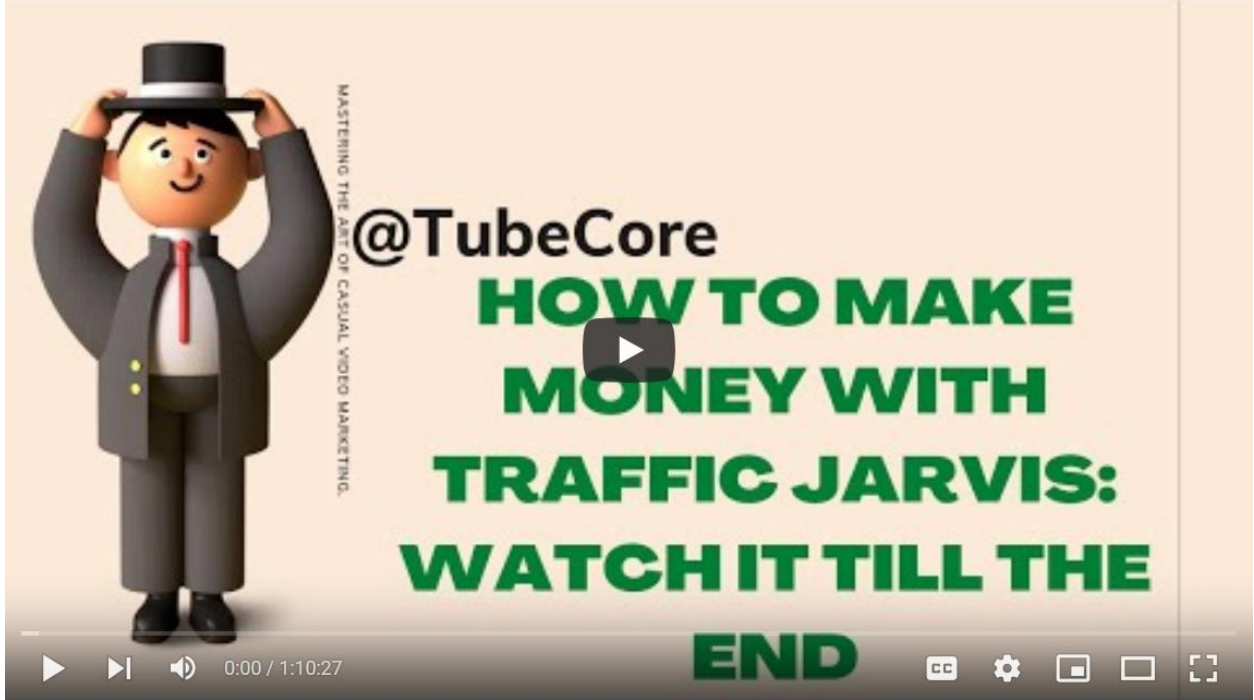 MASTERING THE ART OF CASUAL VIDEO MARKETING.
@TubeCore
HOW TO MAKE
MONEY WITH
TRAFFIC JARVIS:
WATCH IT TILL THE
END
0:00 / 1:10:27
CC